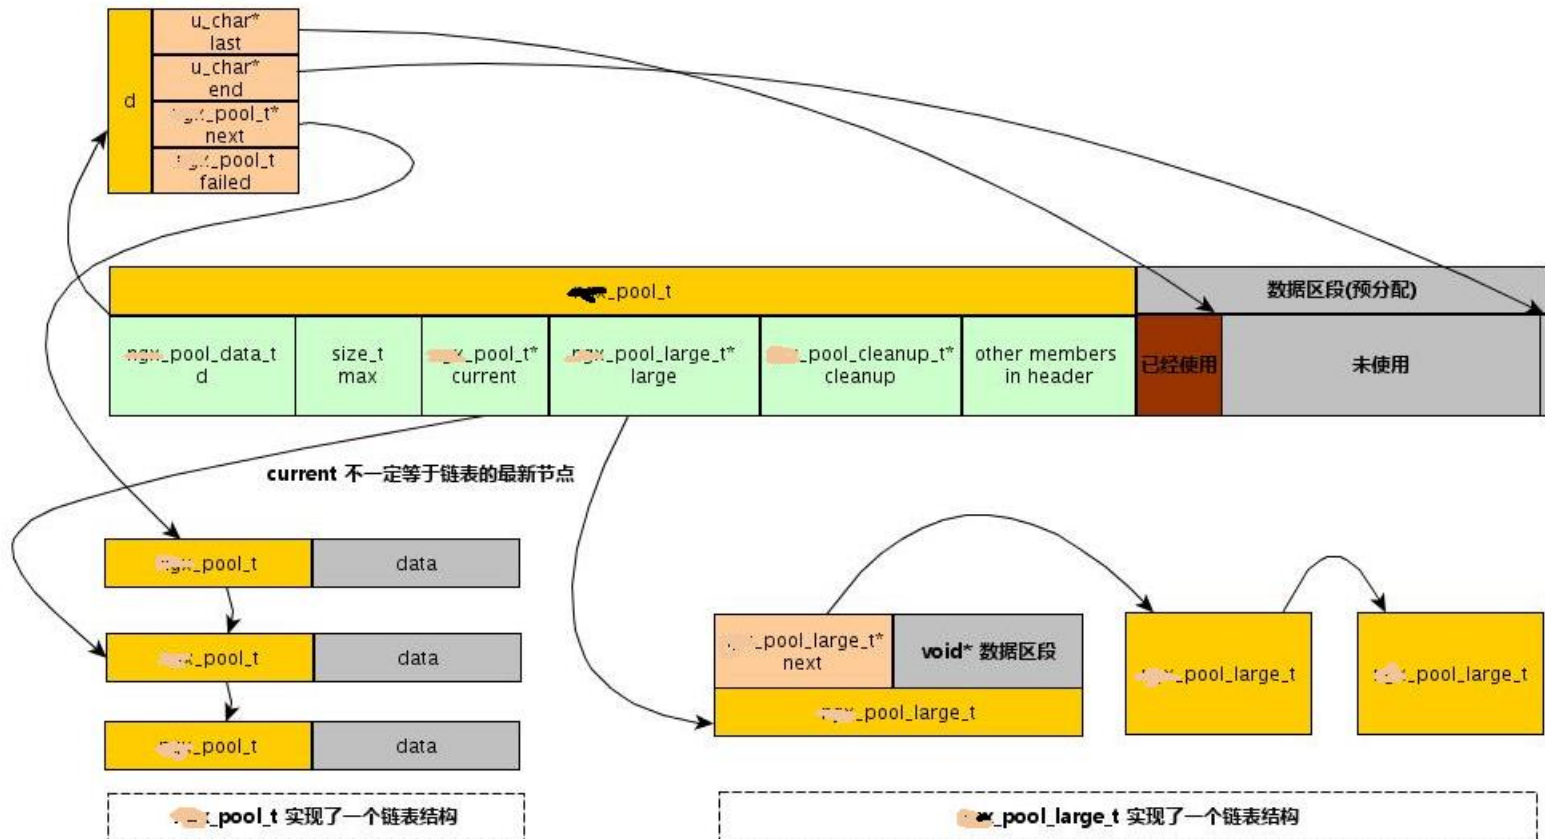 u_char*
last
u_char*
end
_pool_t*
next
_pool_t
failed
d
_pool_t
数据区段(预分配)
ngx_pool_data_t
d
size_t
max
_pool_t*
current
ngx_pool_large_t*
large
_pool_cleanup_t*
cleanup
other members
in header
已经使用
未使用
current 不一定等于链表的最新节点
_pool_t
data
_pool_t
data
_pool_t
data
_pool_large_t*
next
void* 数据区段
_pool_large_t
_pool_large_t
_pool_large_t
_pool_t 实现了一个链表结构
_pool_large_t 实现了一个链表结构